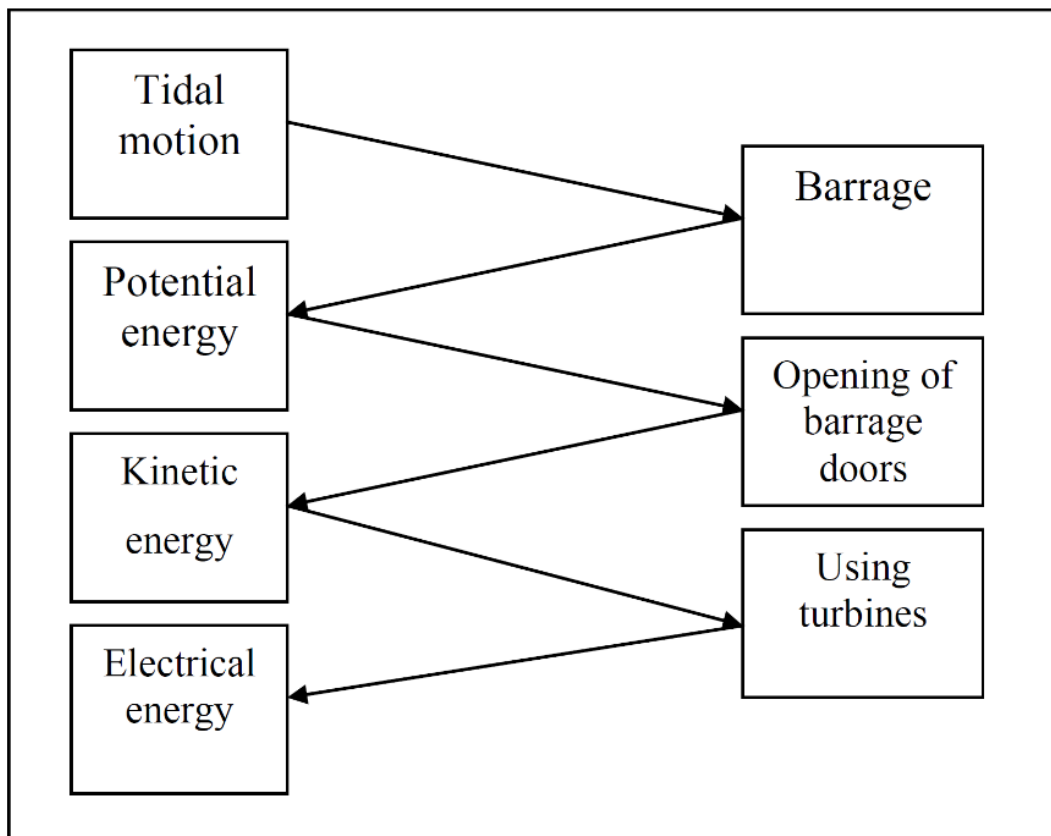 Tidal
motion
Barrage
Potential
energy
Opening of
barrage
doors
Kinetic
energy
Using
turbines
Electrical
energy